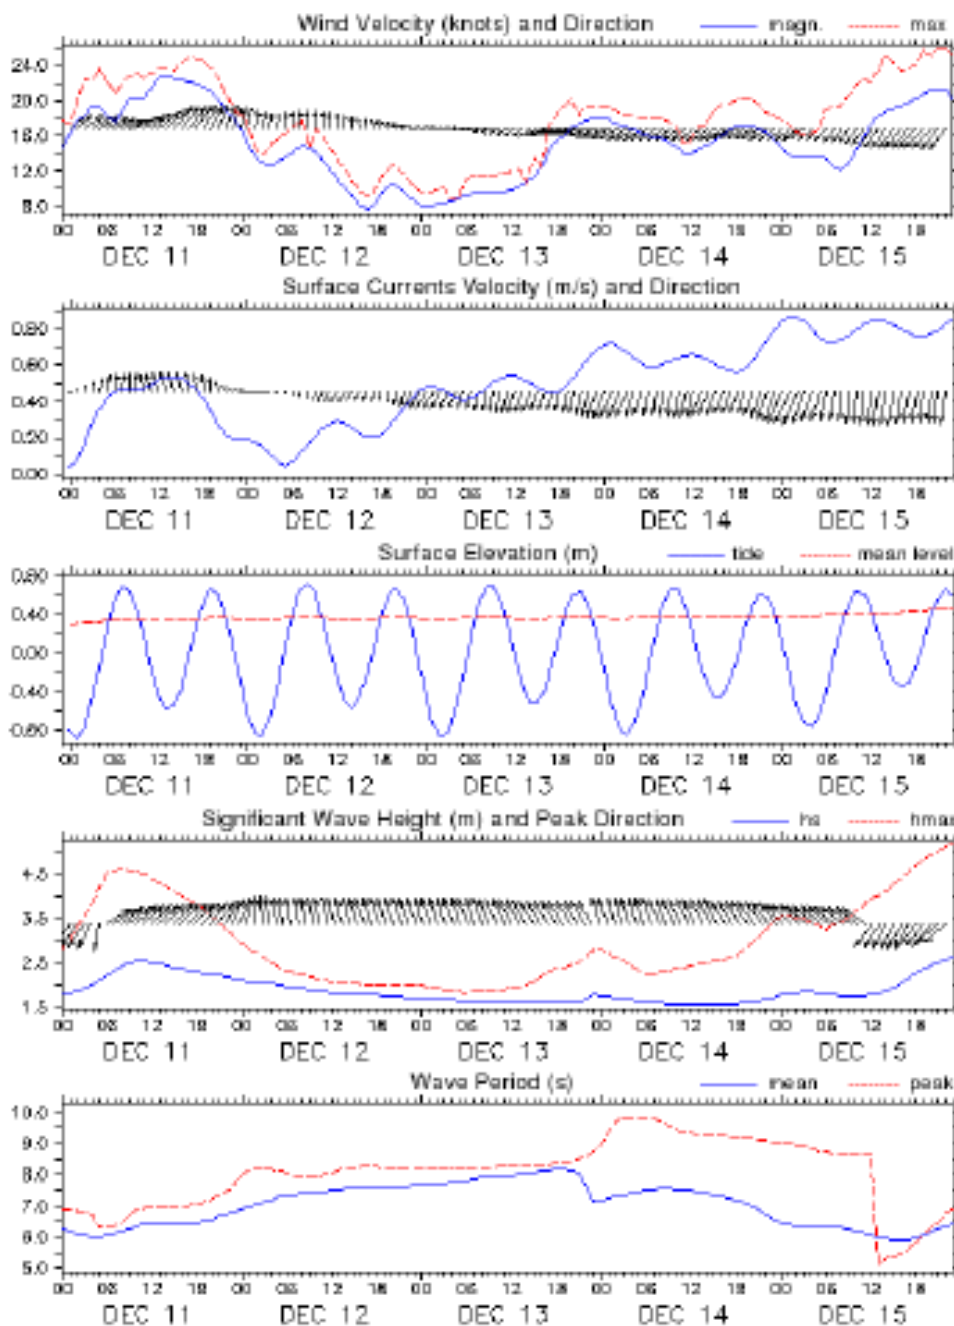 Wind Velocity (knots) and Direction magn. max
24.0
20.0
16.0
12.0
8.0
00 06 12 18 00 06 12 18 00 06 12 18 00 06 12 18 00 06 12 18
DEC 11 DEC 12 DEC 13 DEC 14 DEC 15
Surface Currents Velocity (m/s) and Direction
0.80
0.60
0.40
0.20
0.00
00 06 12 18 00 06 12 18 00 06 12 18 00 06 12 18 00 06 12 18
DEC 11 DEC 12 DEC 13 DEC 14 DEC 15
Surface Elevation (m) tide mean level
0.80
0.40
0.00
-0.40
-0.80
00 06 12 18 00 06 12 18 00 06 12 18 00 06 12 18 00 06 12 18
DEC 11 DEC 12 DEC 13 DEC 14 DEC 15
Significant Wave Height (m) and Peak Direction hs hmax
4.5
3.5
2.5
1.5
00 06 12 18 00 06 12 18 00 06 12 18 00 06 12 18 00 06 12 18
DEC 11 DEC 12 DEC 13 DEC 14 DEC 15
Wave Period (s) mean peak
10.0
9.0
8.0
7.0
6.0
5.0
00 06 12 18 00 06 12 18 00 06 12 18 00 06 12 18 00 06 12 18
DEC 11 DEC 12 DEC 13 DEC 14 DEC 15